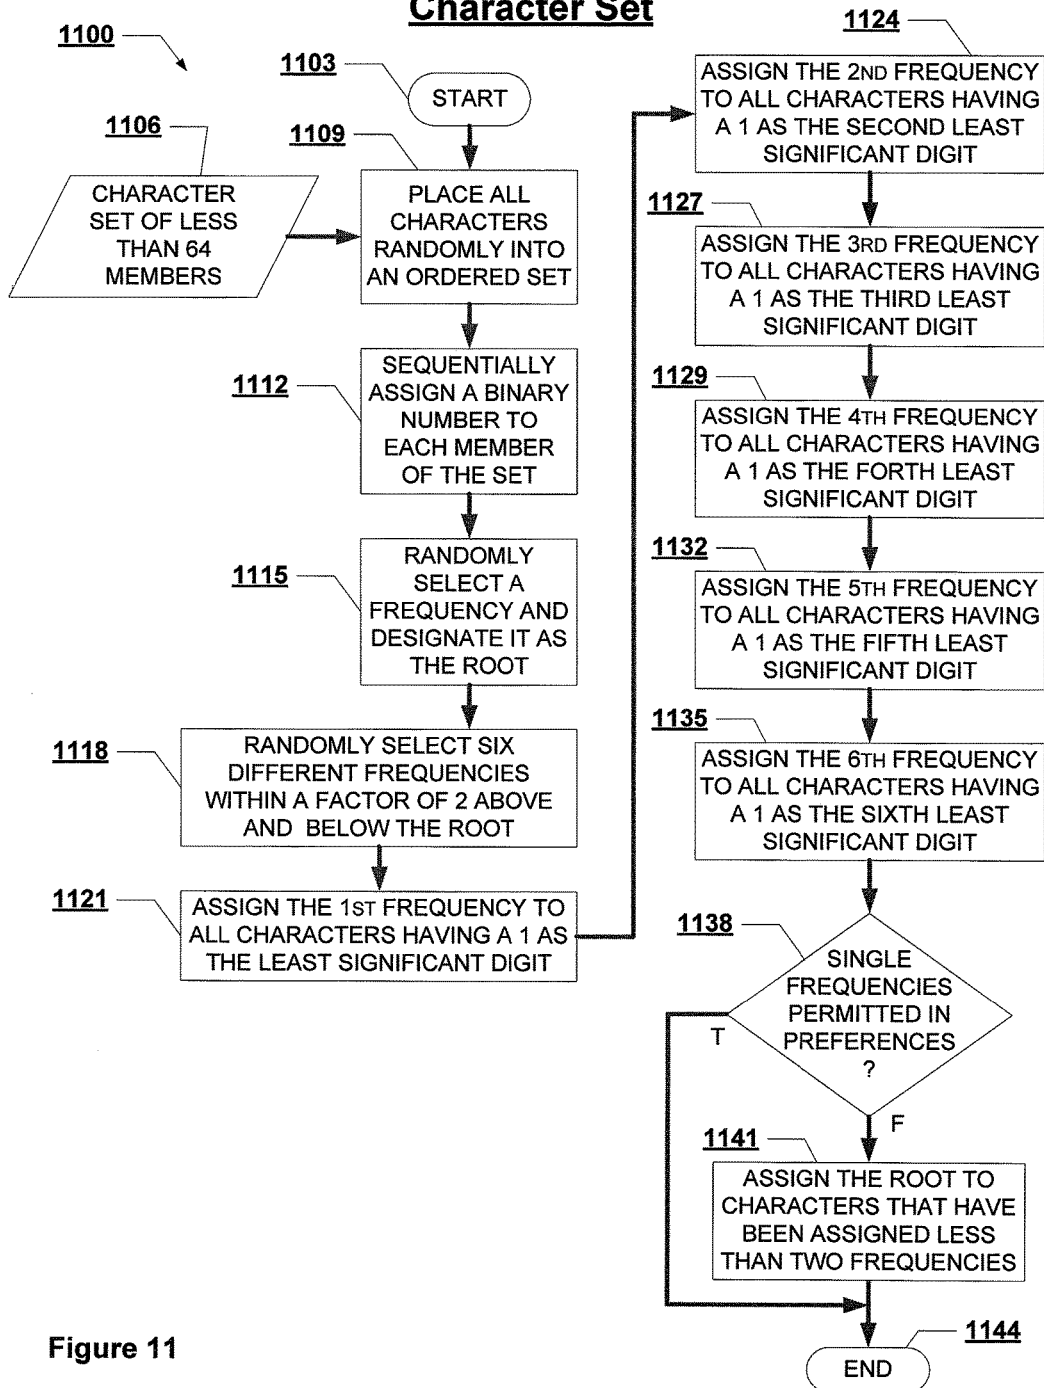 Character Set
1100
1103
START
1106
CHARACTER
SET OF LESS
THAN 64
MEMBERS
1109
PLACE ALL
CHARACTERS
RANDOMLY INTO
AN ORDERED SET
1112
SEQUENTIALLY
ASSIGN A BINARY
NUMBER TO
EACH MEMBER
OF THE SET
1115
RANDOMLY
SELECT A
FREQUENCY AND
DESIGNATE IT AS
THE ROOT
1118
RANDOMLY SELECT SIX
DIFFERENT FREQUENCIES
WITHIN A FACTOR OF 2 ABOVE
AND BELOW THE ROOT
1121
ASSIGN THE 1ST FREQUENCY TO
ALL CHARACTERS HAVING A 1 AS
THE LEAST SIGNIFICANT DIGIT
1124
ASSIGN THE 2ND FREQUENCY
TO ALL CHARACTERS HAVING
A 1 AS THE SECOND LEAST
SIGNIFICANT DIGIT
1127
ASSIGN THE 3RD FREQUENCY
TO ALL CHARACTERS HAVING
A 1 AS THE THIRD LEAST
SIGNIFICANT DIGIT
1129
ASSIGN THE 4TH FREQUENCY
TO ALL CHARACTERS HAVING
A 1 AS THE FORTH LEAST
SIGNIFICANT DIGIT
1132
ASSIGN THE 5TH FREQUENCY
TO ALL CHARACTERS HAVING
A 1 AS THE FIFTH LEAST
SIGNIFICANT DIGIT
1135
ASSIGN THE 6TH FREQUENCY
TO ALL CHARACTERS HAVING
A 1 AS THE SIXTH LEAST
SIGNIFICANT DIGIT
1138
SINGLE
FREQUENCIES
PERMITTED IN
PREFERENCES
?
T
F
1141
ASSIGN THE ROOT TO
CHARACTERS THAT HAVE
BEEN ASSIGNED LESS
THAN TWO FREQUENCIES
1144
END
Figure 11